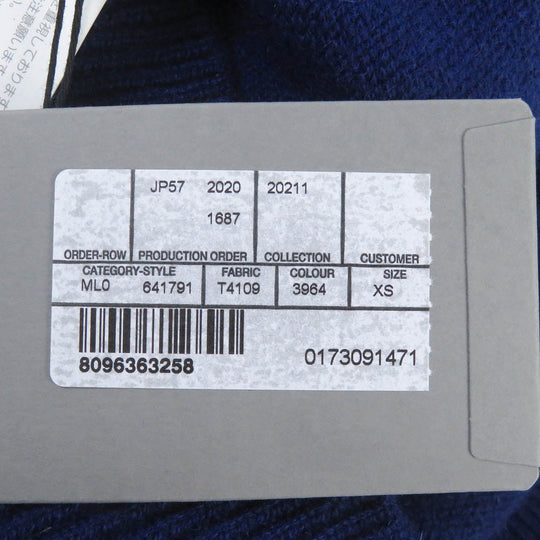 JP57 2020 20211
1687
ORDER-ROW PRODUCTION ORDER COLLECTION CUSTOMER
CATEGORY-STYLE FABRIC COLOUR SIZE
ML0 641791 T4109 3964 XS
8096363258 0173091471